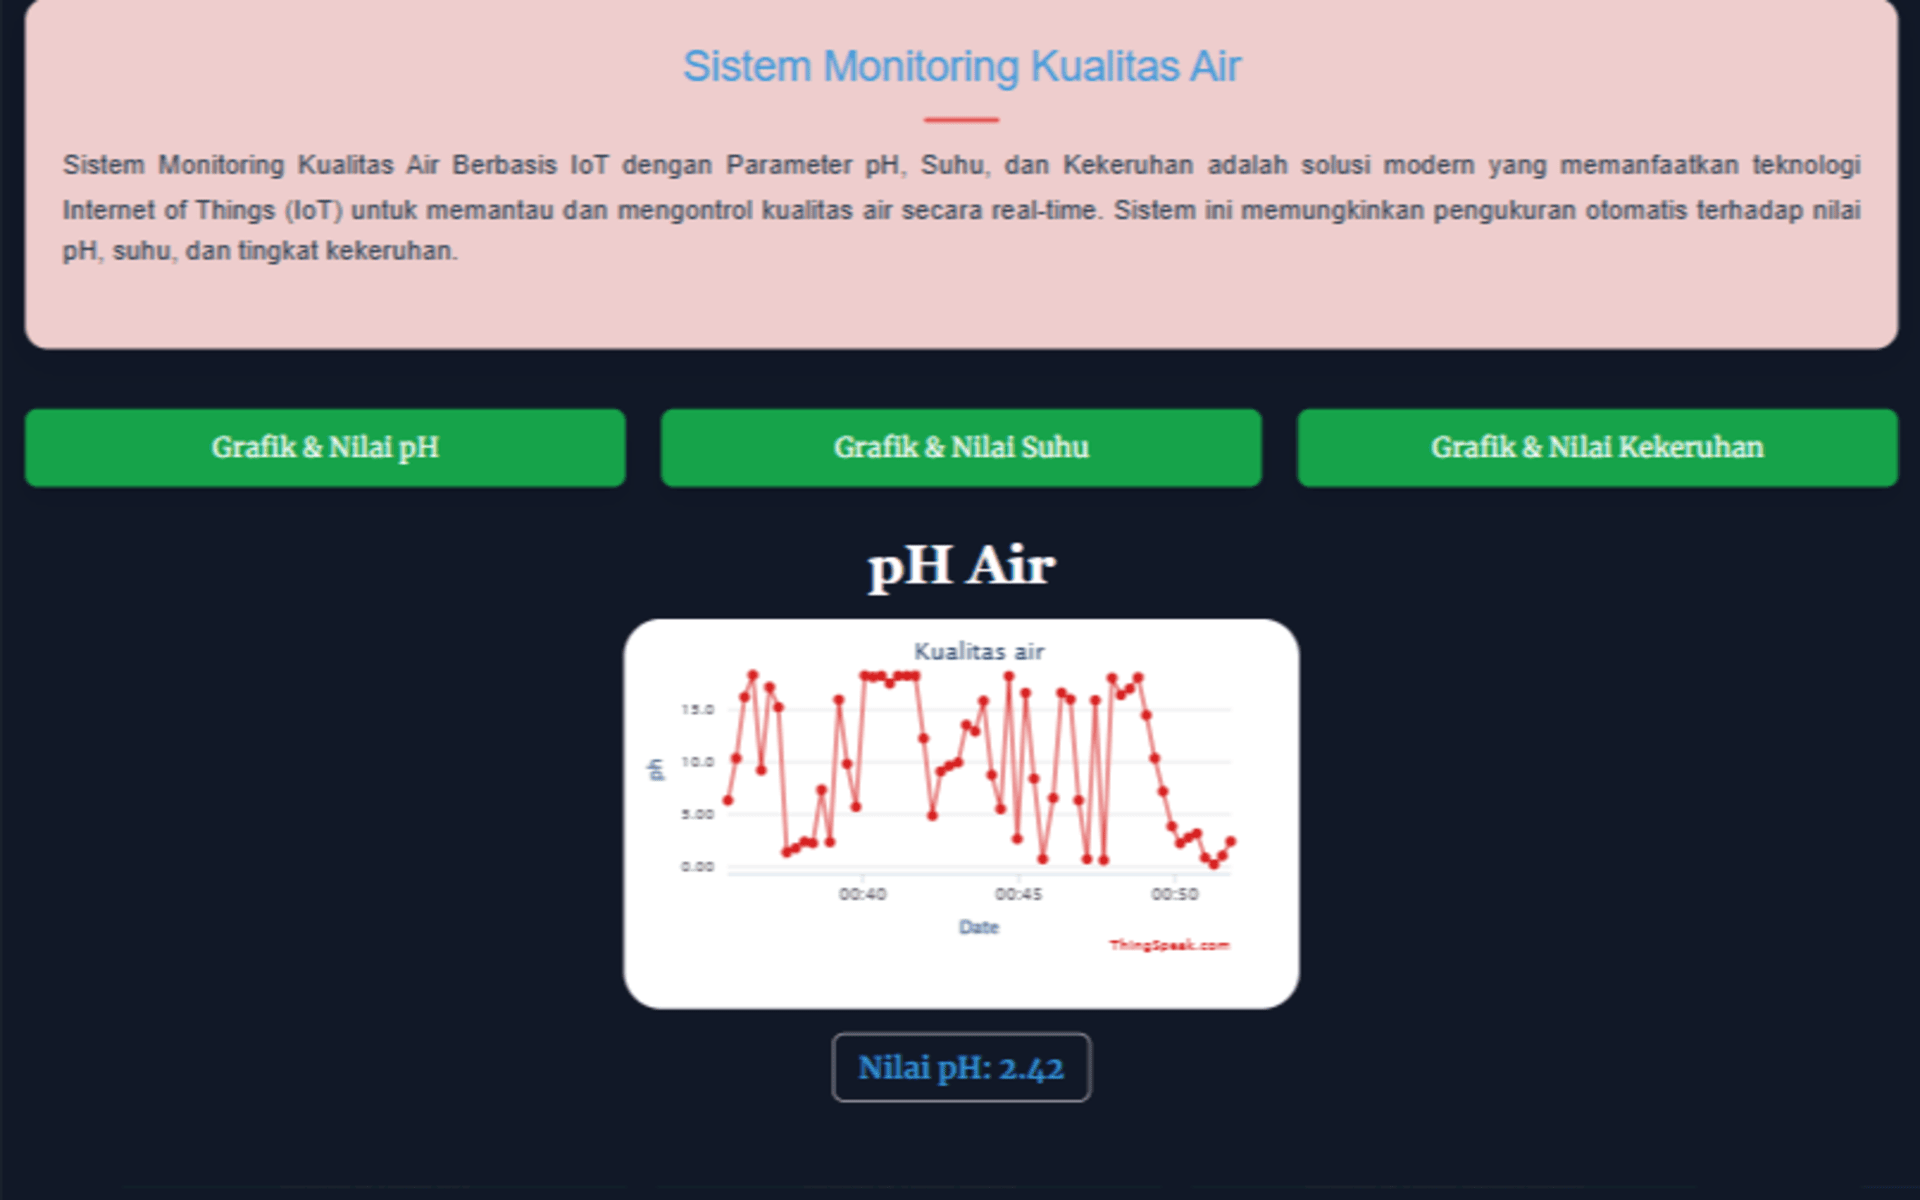 Sistem Monitoring Kualitas Air
Sistem Monitoring Kualitas Air Berbasis IoT dengan Parameter pH, Suhu, dan Kekeruhan adalah solusi modern yang memanfaatkan teknologi
Internet of Things (IoT) untuk memantau dan mengontrol kualitas air secara real-time. Sistem ini memungkinkan pengukuran otomatis terhadap nilai
pH, suhu, dan tingkat kekeruhan.
Grafik & Nilai pH
Grafik & Nilai Suhu
Grafik & Nilai Kekeruhan
pH Air
Kualitas air
15.0
10.0
5.00
0.00
ph
00:40
00:45
00:50
Date
ThingSpeak.com
Nilai pH: 2.42